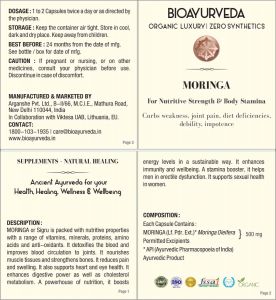 DOSAGE : 1 to 2 Capsules twice a day or as directed by the physician.
STORAGE : Keep the container air tight, Store in cool, dark and dry place. Keep away from children.
BEST BEFORE : 24 months from the date of mfg.
See bottle / box for date of mfg.
CAUTION : If pregnant or nursing, or on other medicines, consult your physician before use. Discontinue in case of discomfort.
MANUFACTURED & MARKETED BY
Arganshe Pvt. Ltd., B-II/66, M.C.I.E., Mathura Road,
New Delhi 110044, India
In Collaboration with Viktesa UAB, Lithuania, EU.
CONTACT:
1800-103-1935 | care@bioayurveda.in
www.bioayurveda.in
Page 3
BIOAYURVEDA
ORGANIC LUXURY | ZERO SYNTHETICS
MORINGA
For Nutritive Strength & Body Stamina
Curbs weakness, joint pain, diet deficiencies,
debility, impotence
SUPPLEMENTS - NATURAL HEALING
Ancient Ayurveda for your
Health, Healing, Wellness & Wellbeing
DESCRIPTION :
MORINGA or Sigru is packed with nutritive properties
with a range of vitamins, minerals, proteins, amino
acids and anti-oxidants. It detoxifies the blood and
improves blood circulation to joints. It nourishes
muscle tissues and strengthens bones. It reduces pain
and swelling. It also supports heart and eye health. It
enhances digestive power as well as cholesterol
metabolism. A powerhouse of nutrition, it boosts
Page 1
energy levels in a sustainable way. It enhances
immunity and wellbeing. A stamina booster, it helps
men in erectile dysfunction. It supports sexual health
in women.
COMPOSITION :
Each Capsule Contains :
MORINGA (Lf. Pdr. Ext.)* Moringa Oleifera
Permitted Excipients
500 mg
* API (Ayurvedic Pharmacopoeia of India)
Ayurvedic Product
fssai
ORGANIC
Page 2